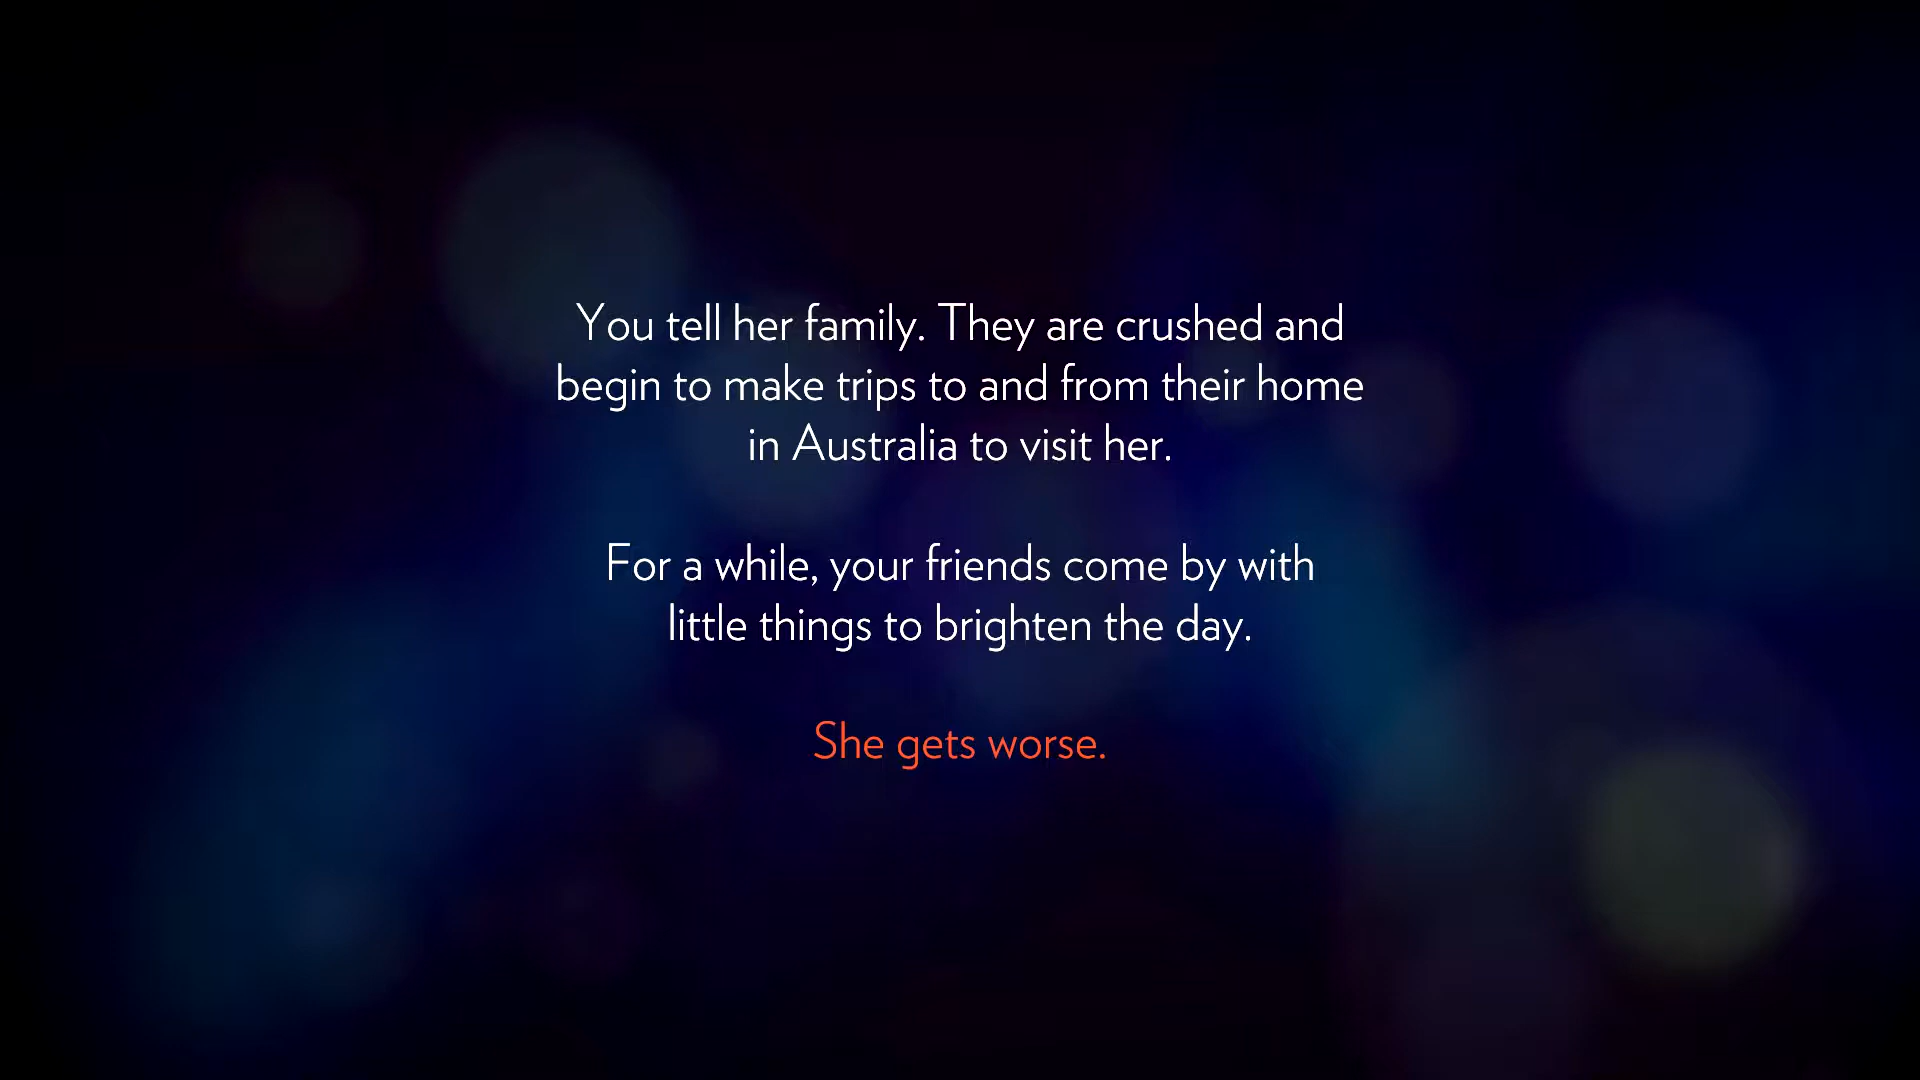 You tell her family. They are crushed and
begin to make trips to and from their home
in Australia to visit her.
For a while, your friends come by with
little things to brighten the day.
She gets worse.